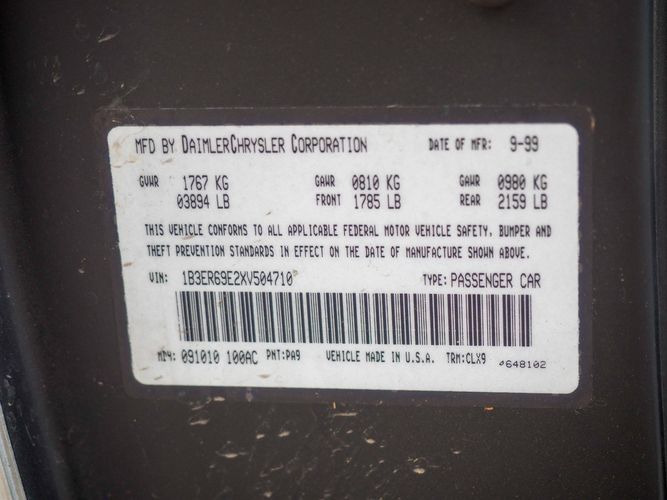 MFD BY DAIMLERCHRYSLER CORPORATION DATE OF MFR: 9-99
GVWR 1767 KG GAWR 0810 KG GAWR 0980 KG
03894 LB FRONT 1785 LB REAR 2159 LB
THIS VEHICLE CONFORMS TO ALL APPLICABLE FEDERAL MOTOR VEHICLE SAFETY, BUMPER AND
THEFT PREVENTION STANDARDS IN EFFECT ON THE DATE OF MANUFACTURE SHOWN ABOVE.
VIN: 1B3ER69E2XV504710 TYPE: PASSENGER CAR
MDH: 091010 100AC PNT: PA9 VEHICLE MADE IN U.S.A. TRM: CLX9 648102